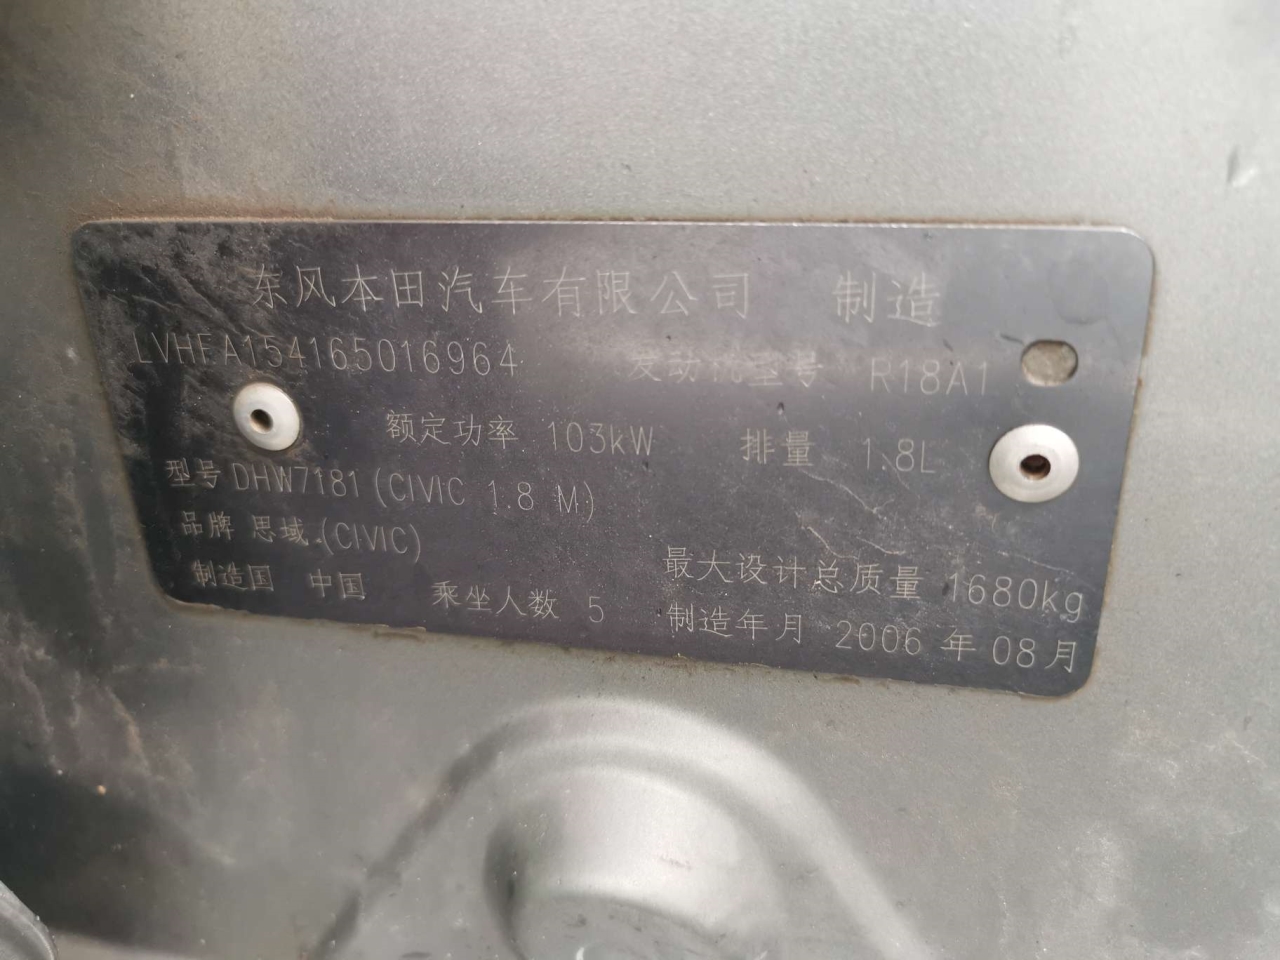 东风本田汽车有限公司 制造
LVHFA154165016964 发动机型号 R18A1
额定功率 103kW 排量 1.8L
型号 DHW7181 (CIVIC 1.8 M)
品牌 思域 (CIVIC)
最大设计总质量 1680kg
制造国 中国 乘坐人数 5 制造年月 2006 年 08 月